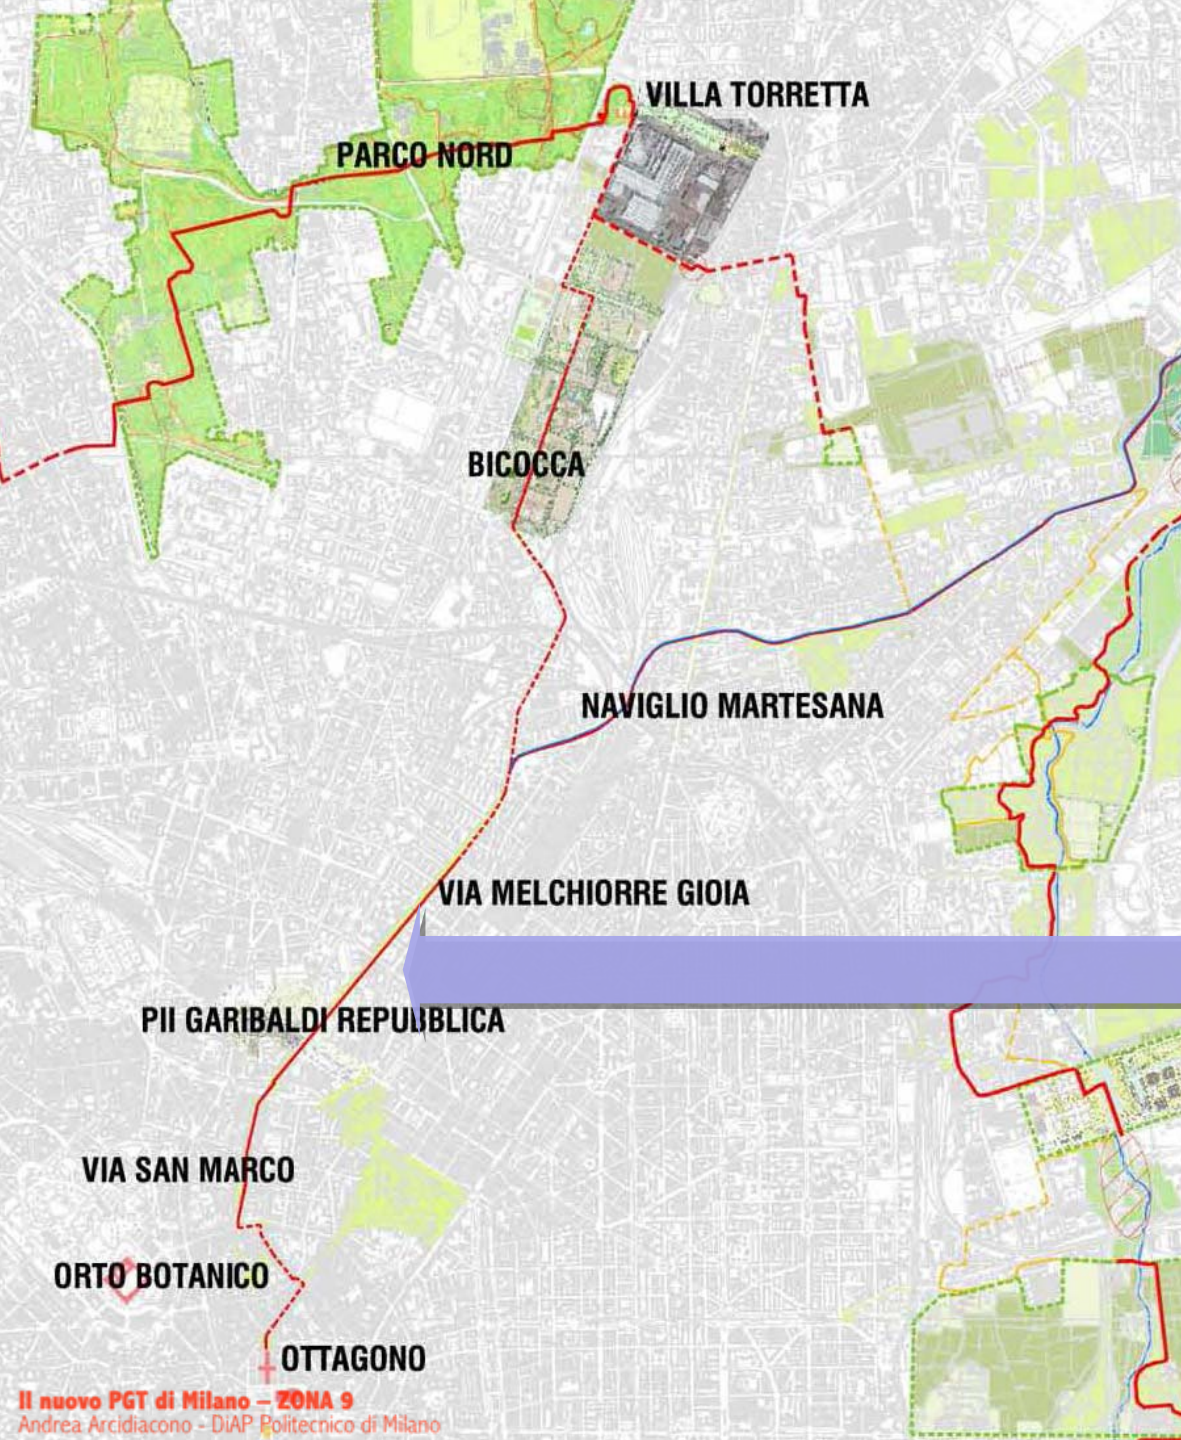 VILLA TORRETTA
PARCO NORD
BICOCCA
NAVIGLIO MARTESANA
VIA MELCHIORRE GIOIA
PII GARIBALDI REPUBBLICA
VIA SAN MARCO
ORTO BOTANICO
OTTAGONO
Il nuovo PGT di Milano – ZONA 9
Andrea Arcidiacono - DiAP Politecnico di Milano